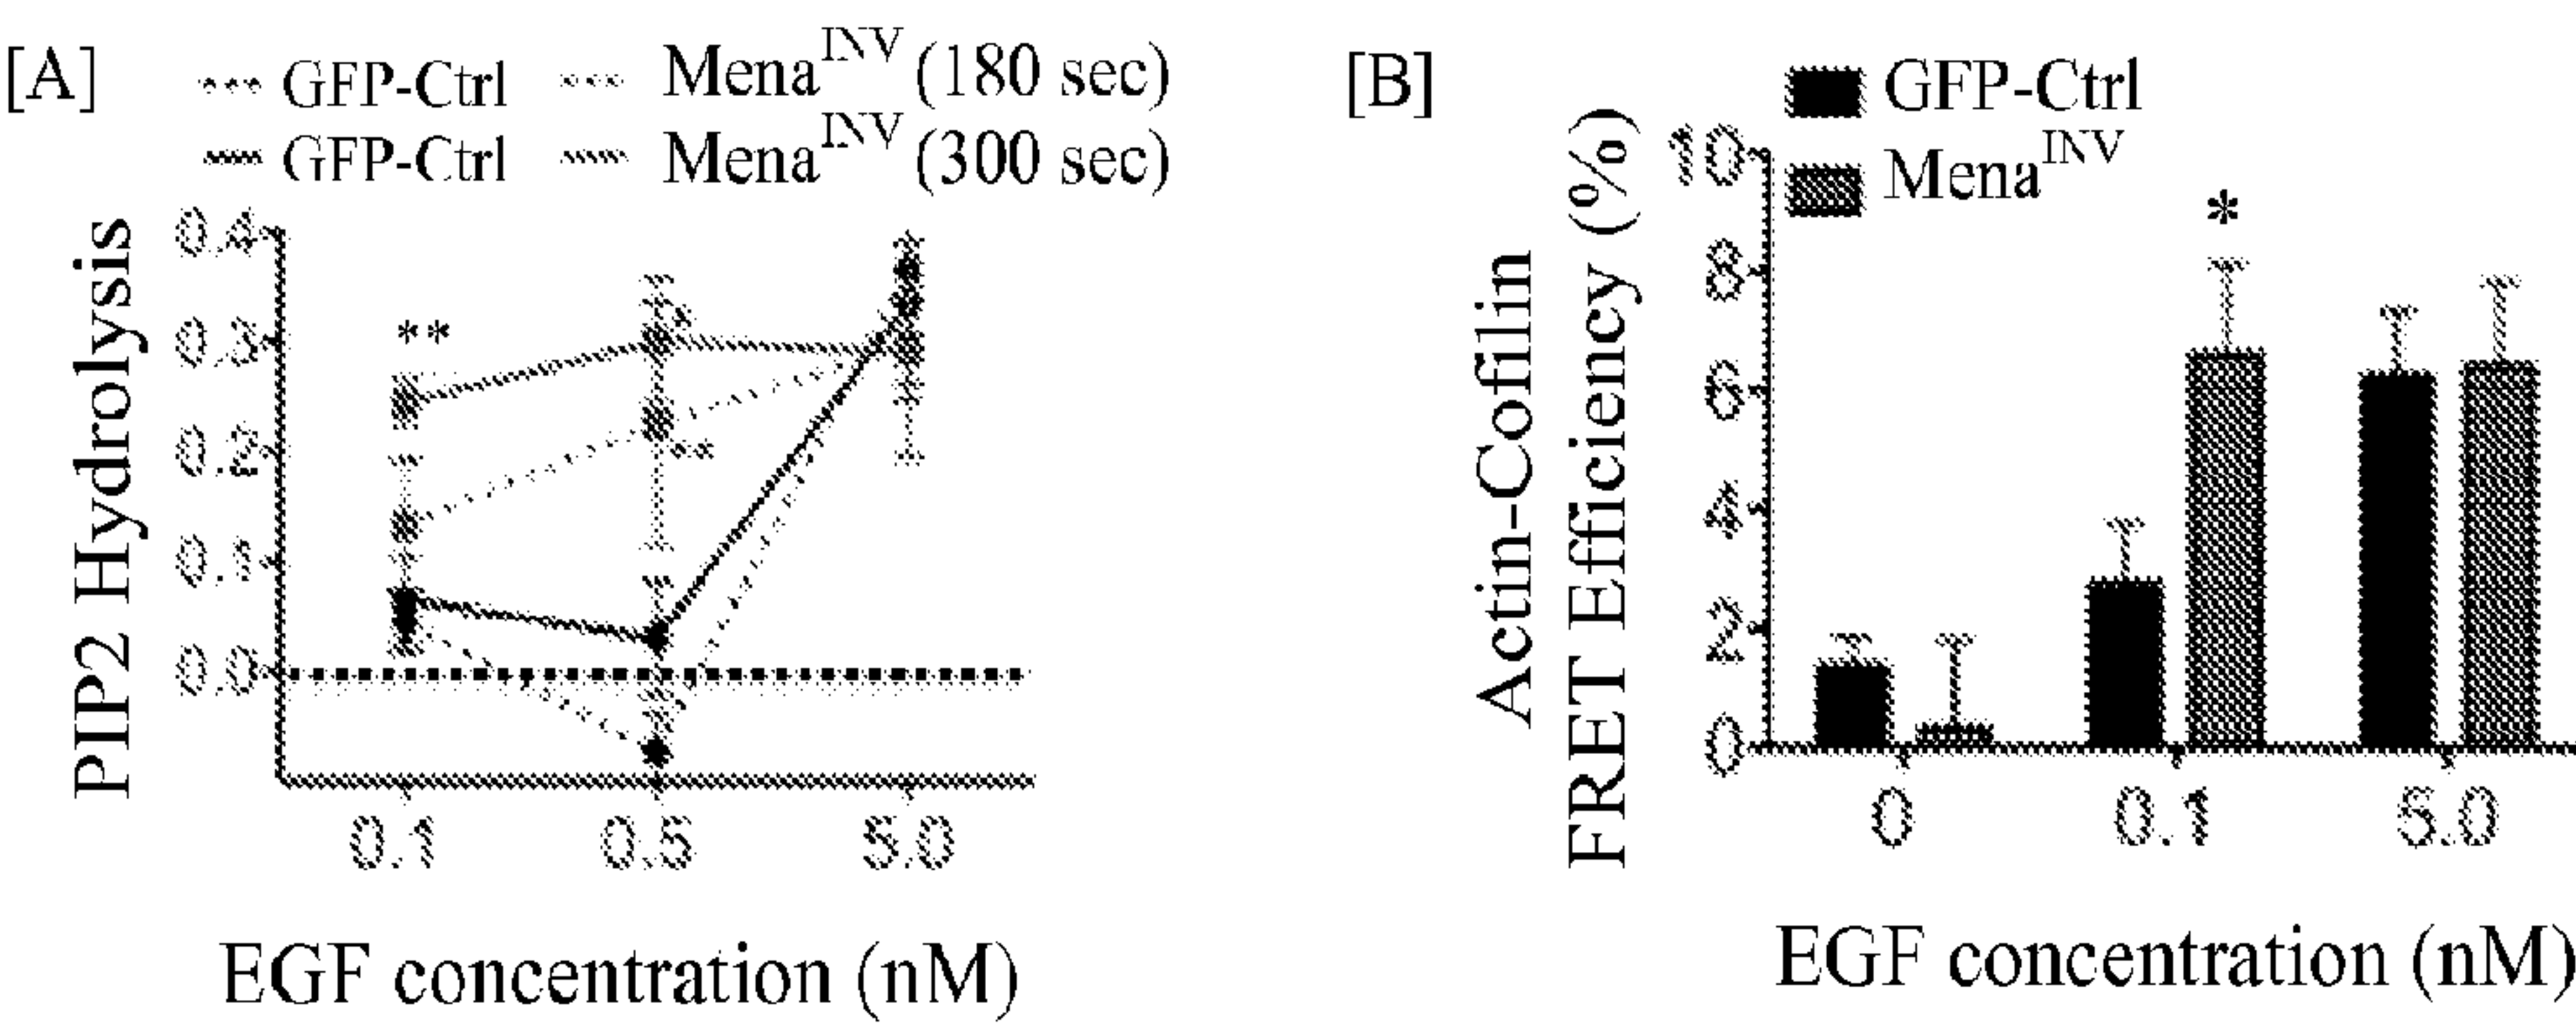 [A]
GFP-Ctrl Mena^INV (180 sec)
GFP-Ctrl Mena^INV (300 sec)
PIP2 Hydrolysis
0.4
**
0.3
*
0.2
**
0.1
0.0
0.1 0.5 5.0
EGF concentration (nM)
[B]
GFP-Ctrl
Mena^INV
Actin-Cofilin
FRET Efficiency (%)
10
*
8
6
4
2
0
0 0.1 5.0
EGF concentration (nM)